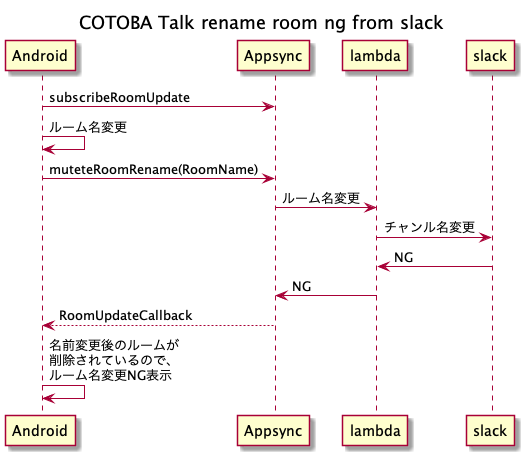 COTOBA Talk rename room ng from slack
Android Appsync lambda slack
subscribeRoomUpdate
ルーム名変更
muteteRoomRename(RoomName)
ルーム名変更
チャンル名変更
NG
NG
RoomUpdateCallback
名前変更後のルームが
削除されているので、
ルーム名変更NG表示
Android Appsync lambda slack